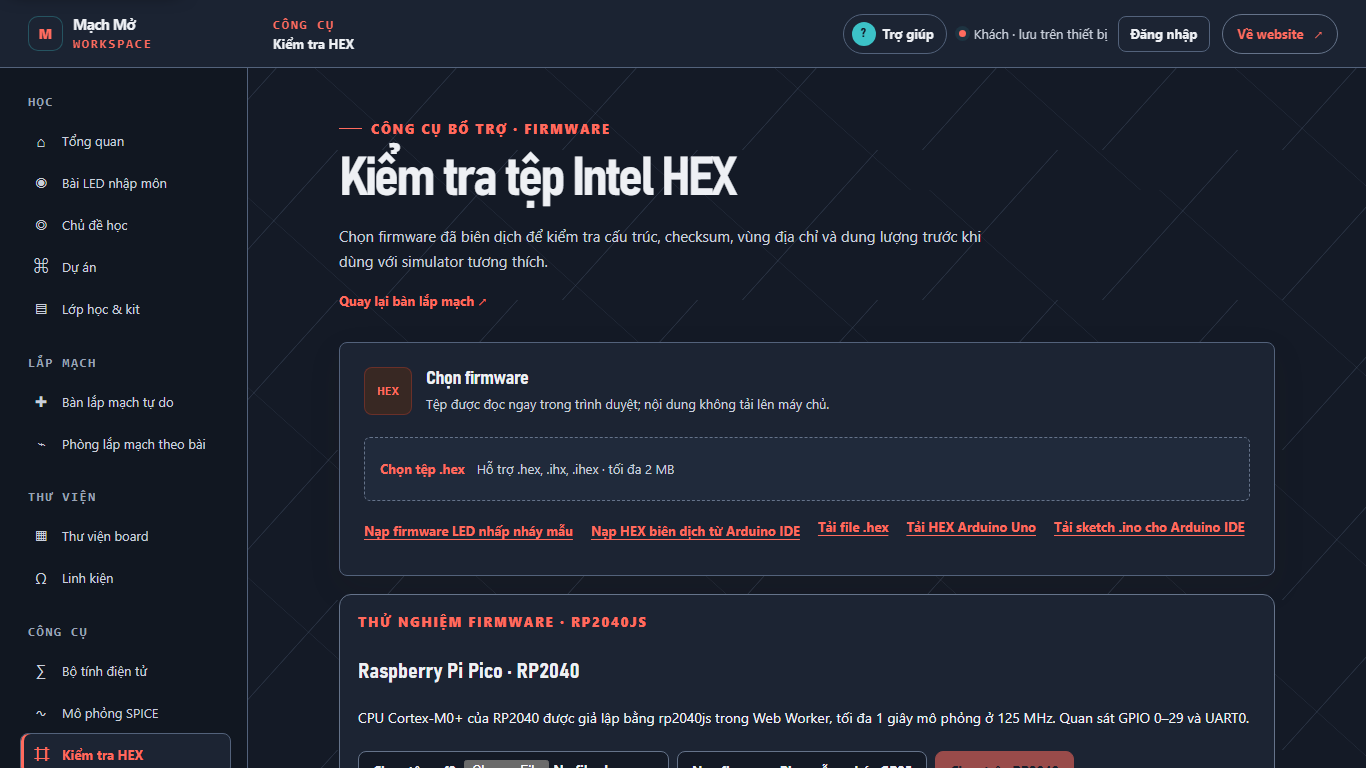 M
Mạch Mở
WORKSPACE
CÔNG CỤ
Kiểm tra HEX
? Trợ giúp
Khách · lưu trên thiết bị
Đăng nhập
Về website ↗
HỌC
Tổng quan
Bài LED nhập môn
Chủ đề học
Dự án
Lớp học & kit
LẮP MẠCH
Bàn lắp mạch tự do
Phòng lắp mạch theo bài
THƯ VIỆN
Thư viện board
Linh kiện
CÔNG CỤ
Bộ tính điện tử
Mô phỏng SPICE
Kiểm tra HEX
CÔNG CỤ BỔ TRỢ · FIRMWARE
Kiểm tra tệp Intel HEX
Chọn firmware đã biên dịch để kiểm tra cấu trúc, checksum, vùng địa chỉ và dung lượng trước khi
dùng với simulator tương thích.
Quay lại bàn lắp mạch ↗
HEX
Chọn firmware
Tệp được đọc ngay trong trình duyệt; nội dung không tải lên máy chủ.
Chọn tệp .hex Hỗ trợ .hex, .ihx, .ihex · tối đa 2 MB
Nạp firmware LED nhấp nháy mẫu Nạp HEX biên dịch từ Arduino IDE Tải file .hex Tải HEX Arduino Uno Tải sketch .ino cho Arduino IDE
THỬ NGHIỆM FIRMWARE · RP2040JS
Raspberry Pi Pico · RP2040
CPU Cortex-M0+ của RP2040 được giả lập bằng rp2040js trong Web Worker, tối đa 1 giây mô phỏng ở 125 MHz. Quan sát GPIO 0–29 và UART0.